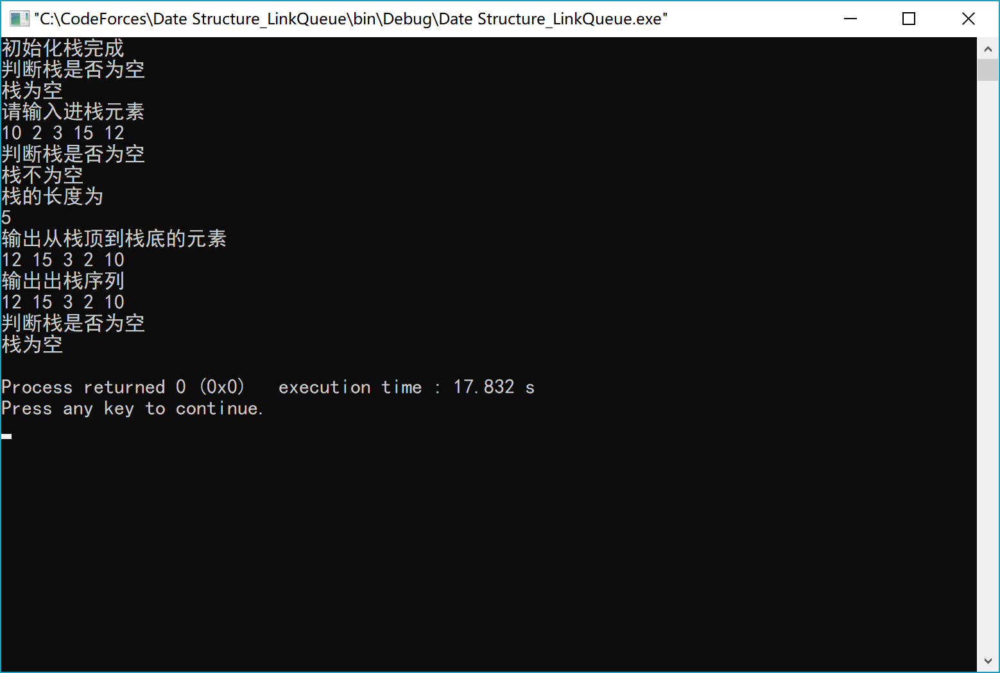 "C:\CodeForces\Date Structure_LinkQueue\bin\Debug\Date Structure_LinkQueue.exe"
初始化栈完成
判断栈是否为空
栈为空
请输入进栈元素
10 2 3 15 12
判断栈是否为空
栈不为空
栈的长度为
5
输出从栈顶到栈底的元素
12 15 3 2 10
输出出栈序列
12 15 3 2 10
判断栈是否为空
栈为空
Process returned 0 (0x0)   execution time : 17.832 s
Press any key to continue.